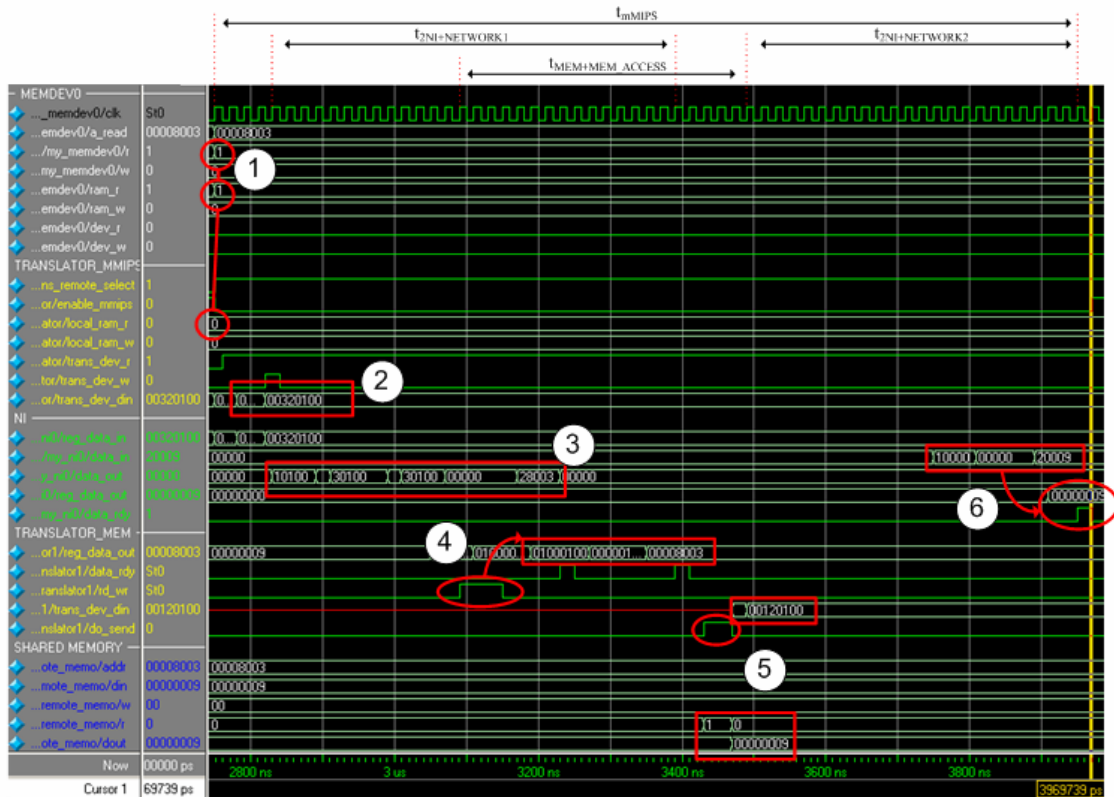 tmMIPS
t2NI+NETWORK1
t2NI+NETWORK2
tMEM+MEM_ACCESS
MEMDEV0
..._memdev0/clk St0
...emdev0/a_read 00008003 00008003
.../my_memdev0/r 1 1
...my_memdev0/w 0
1
...emdev0/ram_r 1 1
...emdev0/ram_w 0 0
...emdev0/dev_r 0
...emdev0/dev_w 0
TRANSLATOR_MMIPS
...ns_remote_select 1
...or/enable_mmips 0
...ator/local_ram_r 0 0
...ator/local_ram_w 0 0
...ator/trans_dev_r 1
...tor/trans_dev_w 0
2
...or/trans_dev_din 00320100 0... 0... 00320100
NI
...ni0/reg_data_in 00320100 0... 0... 00320100
3
.../my_ni0/data_in 20009 00000 10000 00000 20009
...y_ni0/data_out 00000 00000 10100 30100 30100 00000 28003 00000
...i0/reg_data_out 00000009 00000000 00000009
...my_ni0/data_rdy 1
6
TRANSLATOR_MEM
4
...or1/reg_data_out 00008003 00000009 010000... 01000100 000001... 00008003
...nslator1/data_rdy St0
...ranslator1/rd_wr St0
...1/trans_dev_din 00120100 00120100
...nslator1/do_send 0
SHARED MEMORY
5
...ote_memo/addr 00008003 00008003
...mote_memo/din 00000009 00000009
...remote_memo/w 00 00
...remote_memo/r 0 0 1 0
...ote_memo/dout 00000009 00000009
Now 00000 ps 2800 ns 3 us 3200 ns 3400 ns 3600 ns 3800 ns
Cursor 1 69739 ps 3969739 ps